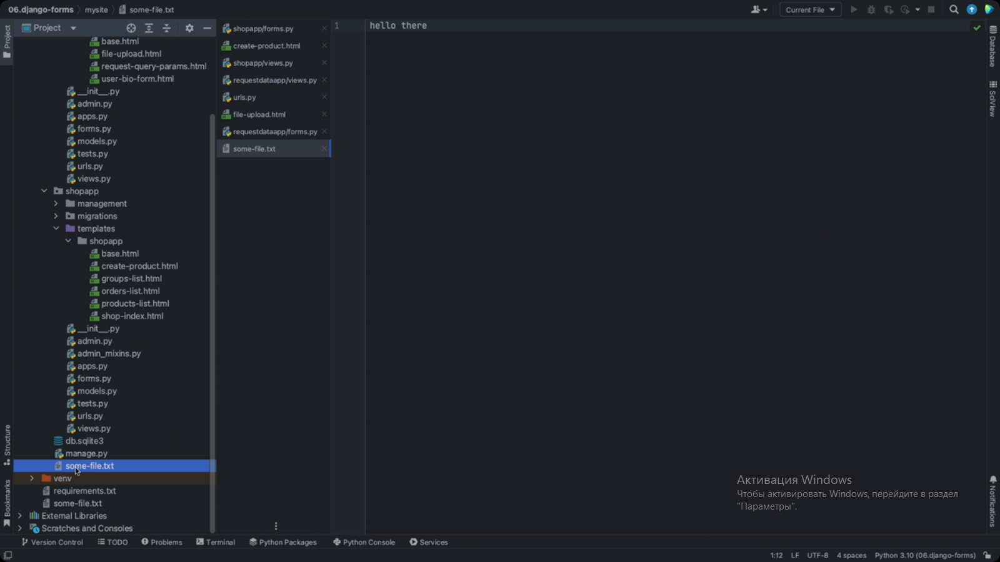 06.django-forms mysite some-file.txt
Current File
Project
Project
base.html
file-upload.html
request-query-params.html
user-bio-form.html
__init__.py
admin.py
apps.py
forms.py
models.py
tests.py
urls.py
views.py
shopapp
management
migrations
templates
shopapp
base.html
create-product.html
groups-list.html
orders-list.html
products-list.html
shop-index.html
__init__.py
admin.py
admin_mixins.py
apps.py
forms.py
models.py
tests.py
urls.py
views.py
db.sqlite3
manage.py
some-file.txt
venv
requirements.txt
some-file.txt
External Libraries
Scratches and Consoles
Structure
Bookmarks
shopapp/forms.py
create-product.html
shopapp/views.py
requestdataapp/views.py
urls.py
file-upload.html
requestdataapp/forms.py
some-file.txt
1 hello there
Database
SciView
Notifications
Активация Windows
Чтобы активировать Windows, перейдите в раздел
"Параметры".
Version Control TODO Problems Terminal Python Packages Python Console Services
1:12 LF UTF-8 4 spaces Python 3.10 (06.django-forms)